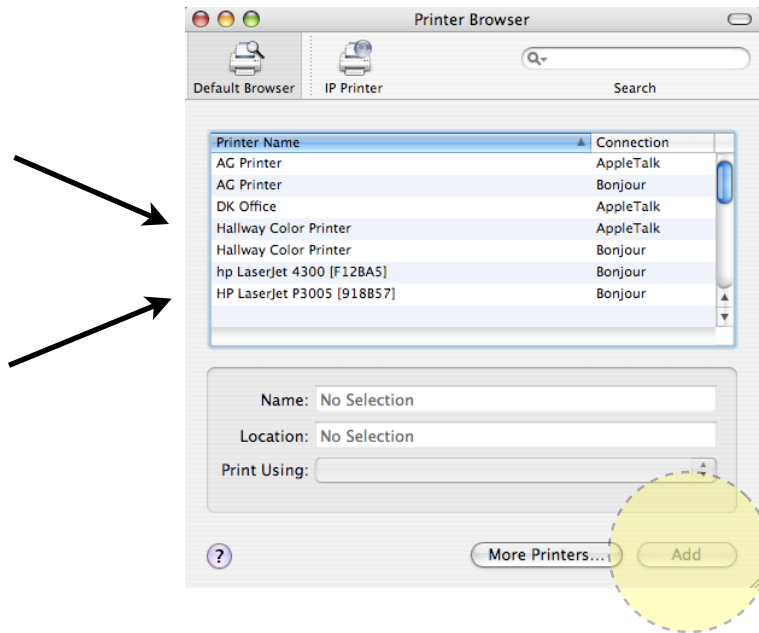 Printer Browser
Default Browser IP Printer Search
Printer Name Connection
AG Printer AppleTalk
AG Printer Bonjour
DK Office AppleTalk
Hallway Color Printer AppleTalk
Hallway Color Printer Bonjour
hp LaserJet 4300 [F12BA5] Bonjour
HP LaserJet P3005 [918B57] Bonjour
Name: No Selection
Location: No Selection
Print Using:
? More Printers... Add